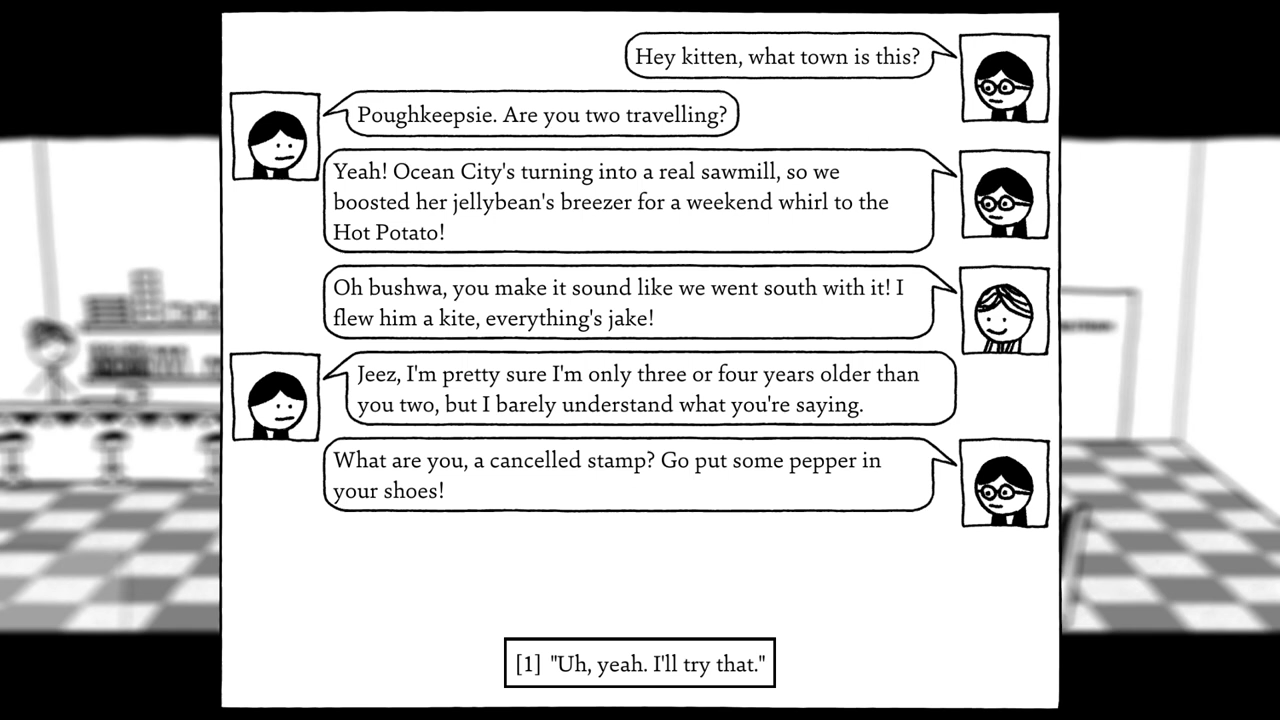 Hey kitten, what town is this?
Poughkeepsie. Are you two travelling?
Yeah! Ocean City's turning into a real sawmill, so we
boosted her jellybean's breezer for a weekend whirl to the
Hot Potato!
Oh bushwa, you make it sound like we went south with it! I
flew him a kite, everything's jake!
Jeez, I'm pretty sure I'm only three or four years older than
you two, but I barely understand what you're saying.
What are you, a cancelled stamp? Go put some pepper in
your shoes!
[1] "Uh, yeah. I'll try that."